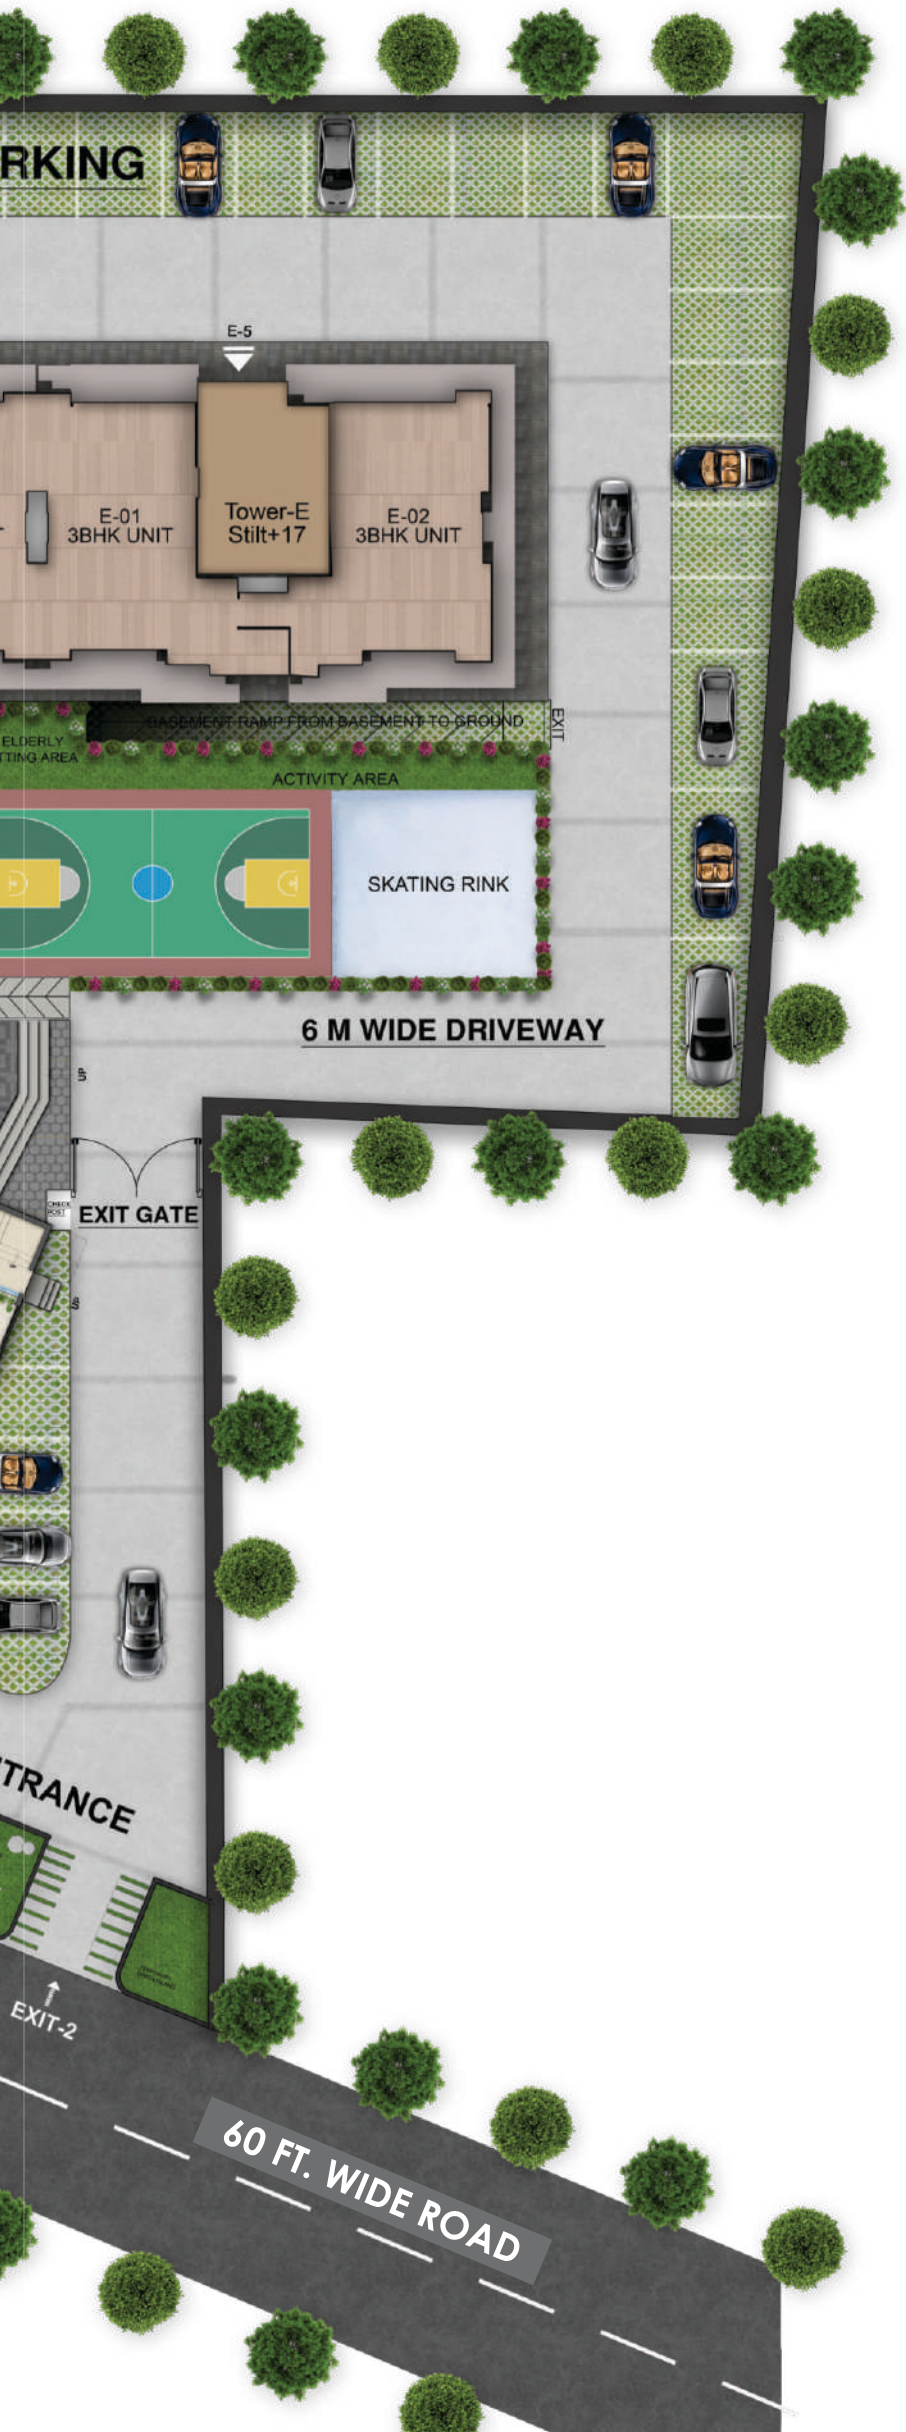 RKING
E-5
E-01
3BHK UNIT
Tower-E
Stilt+17
E-02
3BHK UNIT
BASEMENT RAMP FROM BASEMENT TO GROUND
EXIT
ELDERLY
TTING AREA
ACTIVITY AREA
SKATING RINK
6 M WIDE DRIVEWAY
UP
CHECK
POST
EXIT GATE
TRANCE
EXIT-2
60 FT. WIDE ROAD